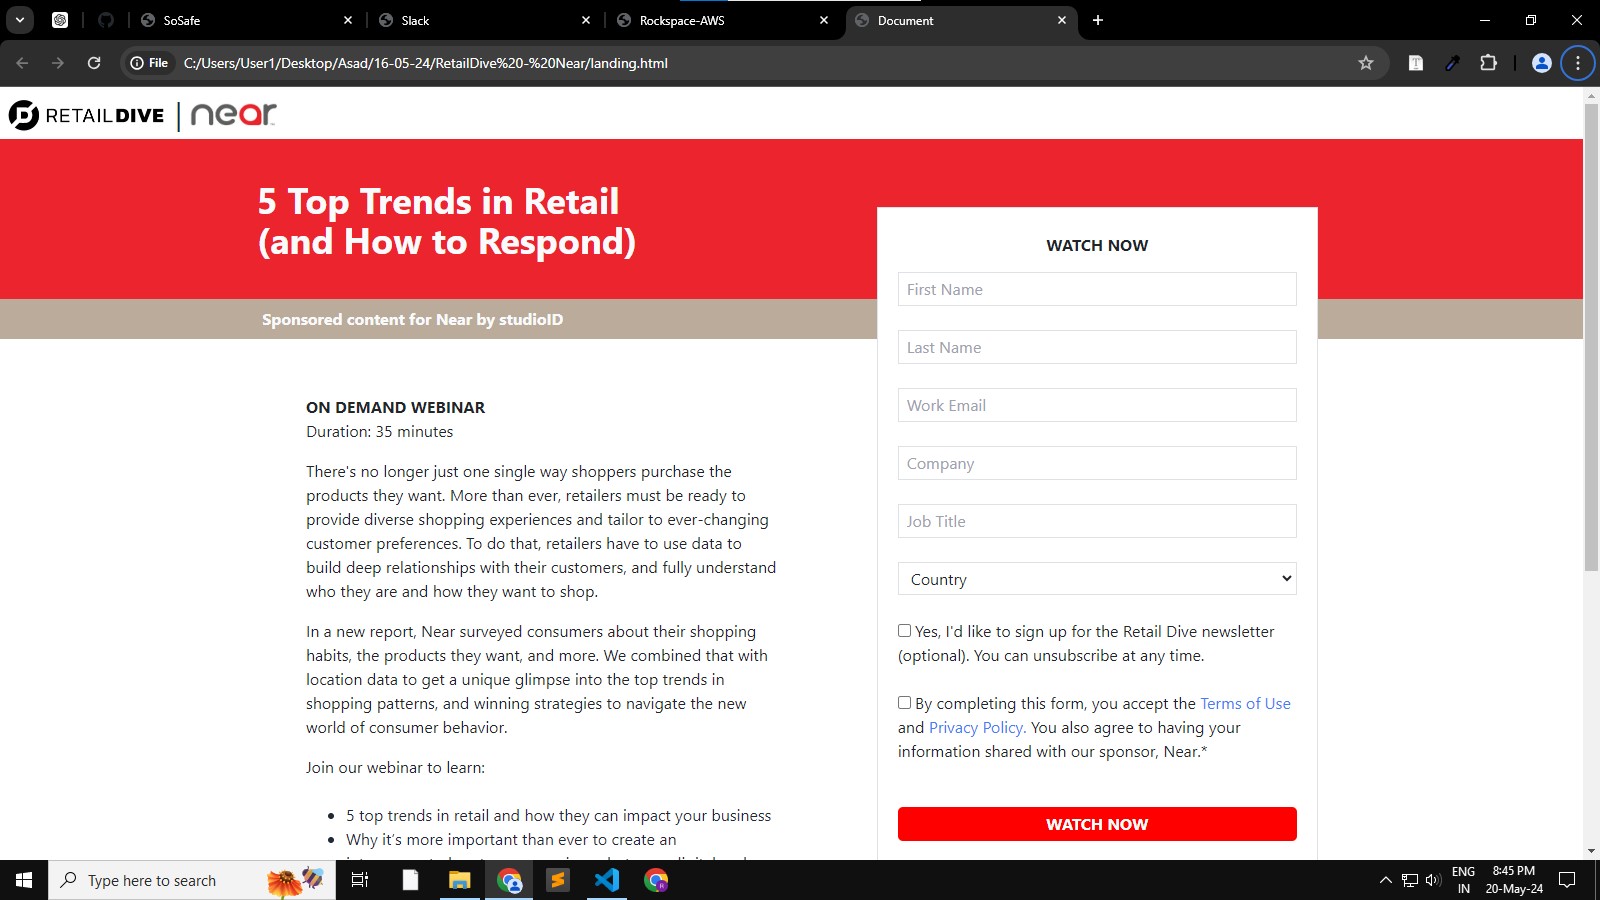 SoSafe
Slack
Rockspace-AWS
Document
File
C:/Users/User1/Desktop/Asad/16-05-24/RetailDive%20-%20Near/landing.html
RETAILDIVE | near
5 Top Trends in Retail
(and How to Respond)
Sponsored content for Near by studioID
ON DEMAND WEBINAR
Duration: 35 minutes
There's no longer just one single way shoppers purchase the
products they want. More than ever, retailers must be ready to
provide diverse shopping experiences and tailor to ever-changing
customer preferences. To do that, retailers have to use data to
build deep relationships with their customers, and fully understand
who they are and how they want to shop.
In a new report, Near surveyed consumers about their shopping
habits, the products they want, and more. We combined that with
location data to get a unique glimpse into the top trends in
shopping patterns, and winning strategies to navigate the new
world of consumer behavior.
Join our webinar to learn:
• 5 top trends in retail and how they can impact your business
• Why it’s more important than ever to create an
WATCH NOW
First Name
Last Name
Work Email
Company
Job Title
Country
Yes, I'd like to sign up for the Retail Dive newsletter
(optional). You can unsubscribe at any time.
By completing this form, you accept the Terms of Use
and Privacy Policy. You also agree to having your
information shared with our sponsor, Near.*
WATCH NOW
Type here to search
ENG
IN
8:45 PM
20-May-24